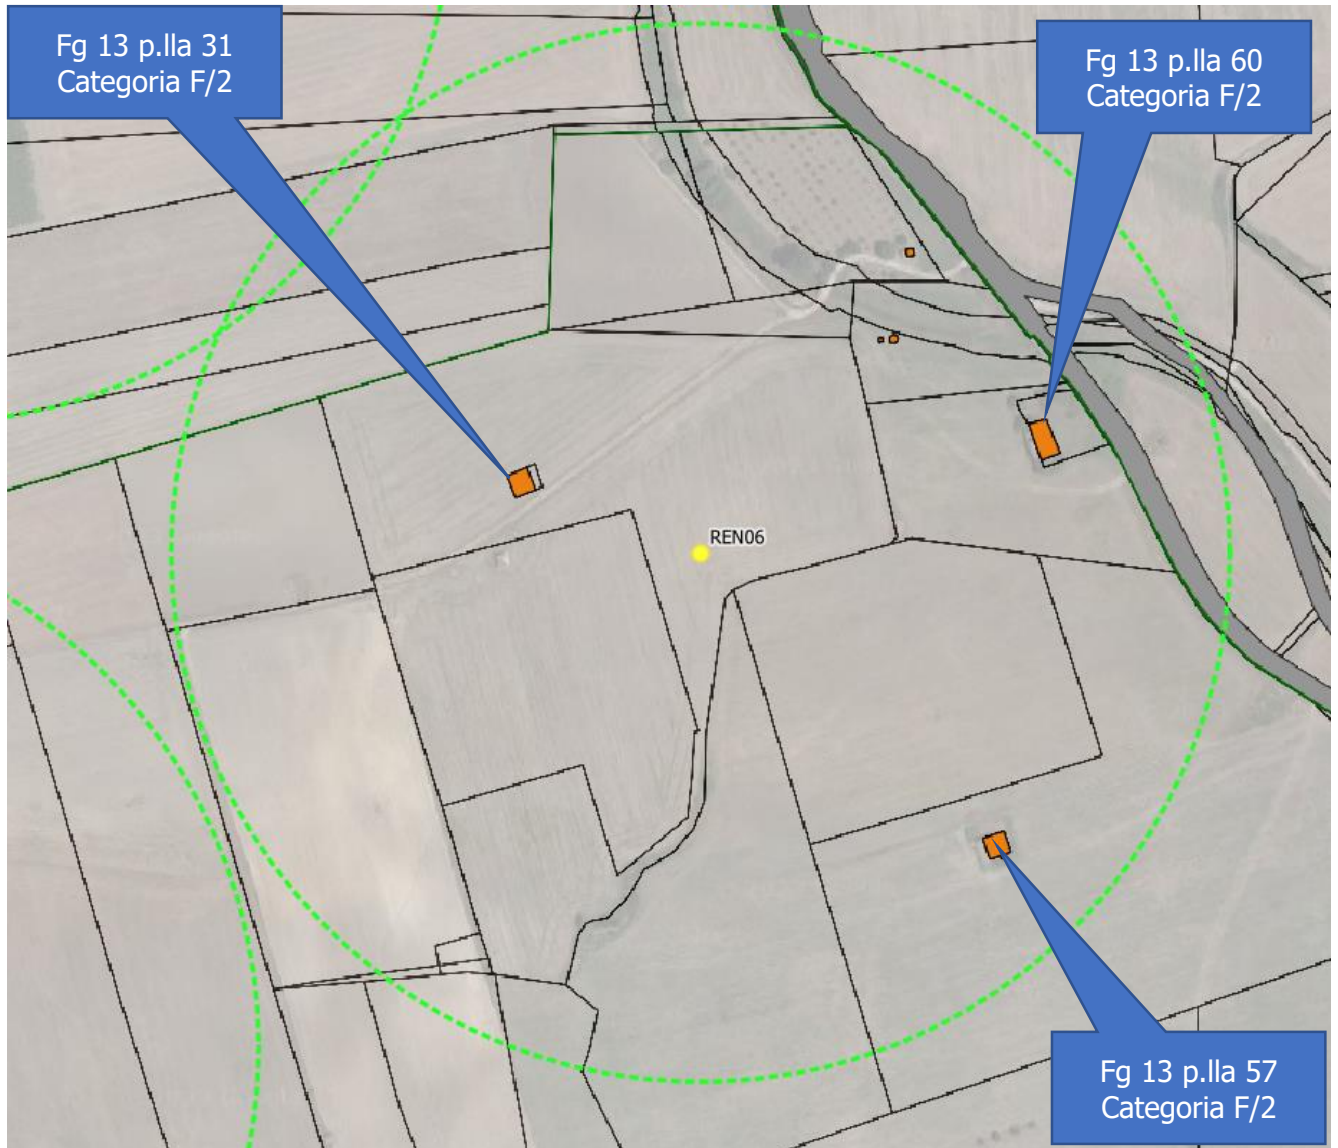 Fg 13 p.lla 31
Categoria F/2
Fg 13 p.lla 60
Categoria F/2
REN06
Fg 13 p.lla 57
Categoria F/2